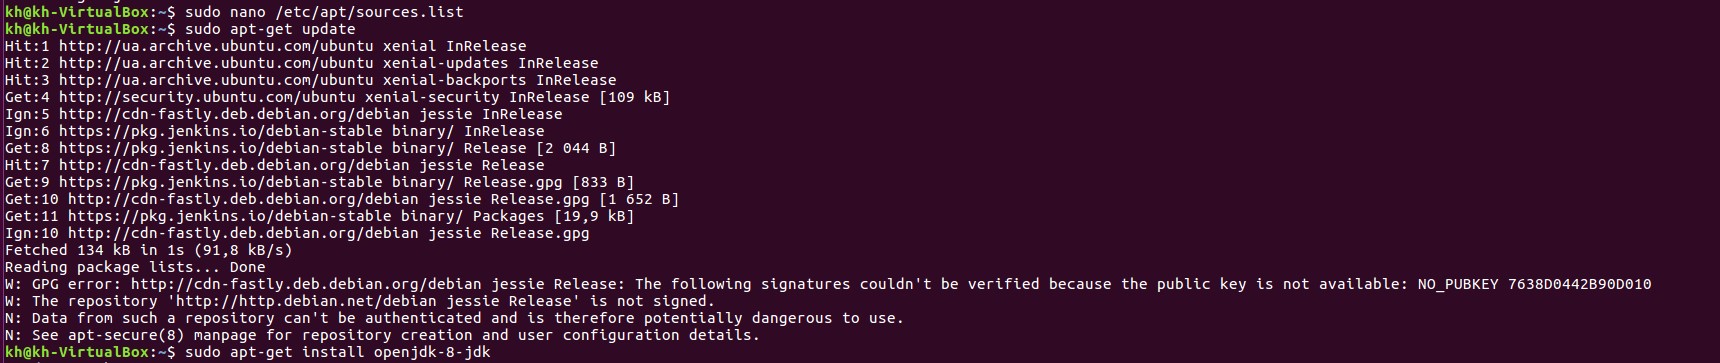 kh@kh-VirtualBox:~$ sudo nano /etc/apt/sources.list
kh@kh-VirtualBox:~$ sudo apt-get update
Hit:1 http://ua.archive.ubuntu.com/ubuntu xenial InRelease
Hit:2 http://ua.archive.ubuntu.com/ubuntu xenial-updates InRelease
Hit:3 http://ua.archive.ubuntu.com/ubuntu xenial-backports InRelease
Get:4 http://security.ubuntu.com/ubuntu xenial-security InRelease [109 kB]
Ign:5 http://cdn-fastly.deb.debian.org/debian jessie InRelease
Ign:6 https://pkg.jenkins.io/debian-stable binary/ InRelease
Get:8 https://pkg.jenkins.io/debian-stable binary/ Release [2 044 B]
Hit:7 http://cdn-fastly.deb.debian.org/debian jessie Release
Get:9 https://pkg.jenkins.io/debian-stable binary/ Release.gpg [833 B]
Get:10 http://cdn-fastly.deb.debian.org/debian jessie Release.gpg [1 652 B]
Get:11 https://pkg.jenkins.io/debian-stable binary/ Packages [19,9 kB]
Ign:10 http://cdn-fastly.deb.debian.org/debian jessie Release.gpg
Fetched 134 kB in 1s (91,8 kB/s)
Reading package lists... Done
W: GPG error: http://cdn-fastly.deb.debian.org/debian jessie Release: The following signatures couldn't be verified because the public key is not available: NO_PUBKEY 7638D0442B90D010
W: The repository 'http://http.debian.net/debian jessie Release' is not signed.
N: Data from such a repository can't be authenticated and is therefore potentially dangerous to use.
N: See apt-secure(8) manpage for repository creation and user configuration details.
kh@kh-VirtualBox:~$ sudo apt-get install openjdk-8-jdk